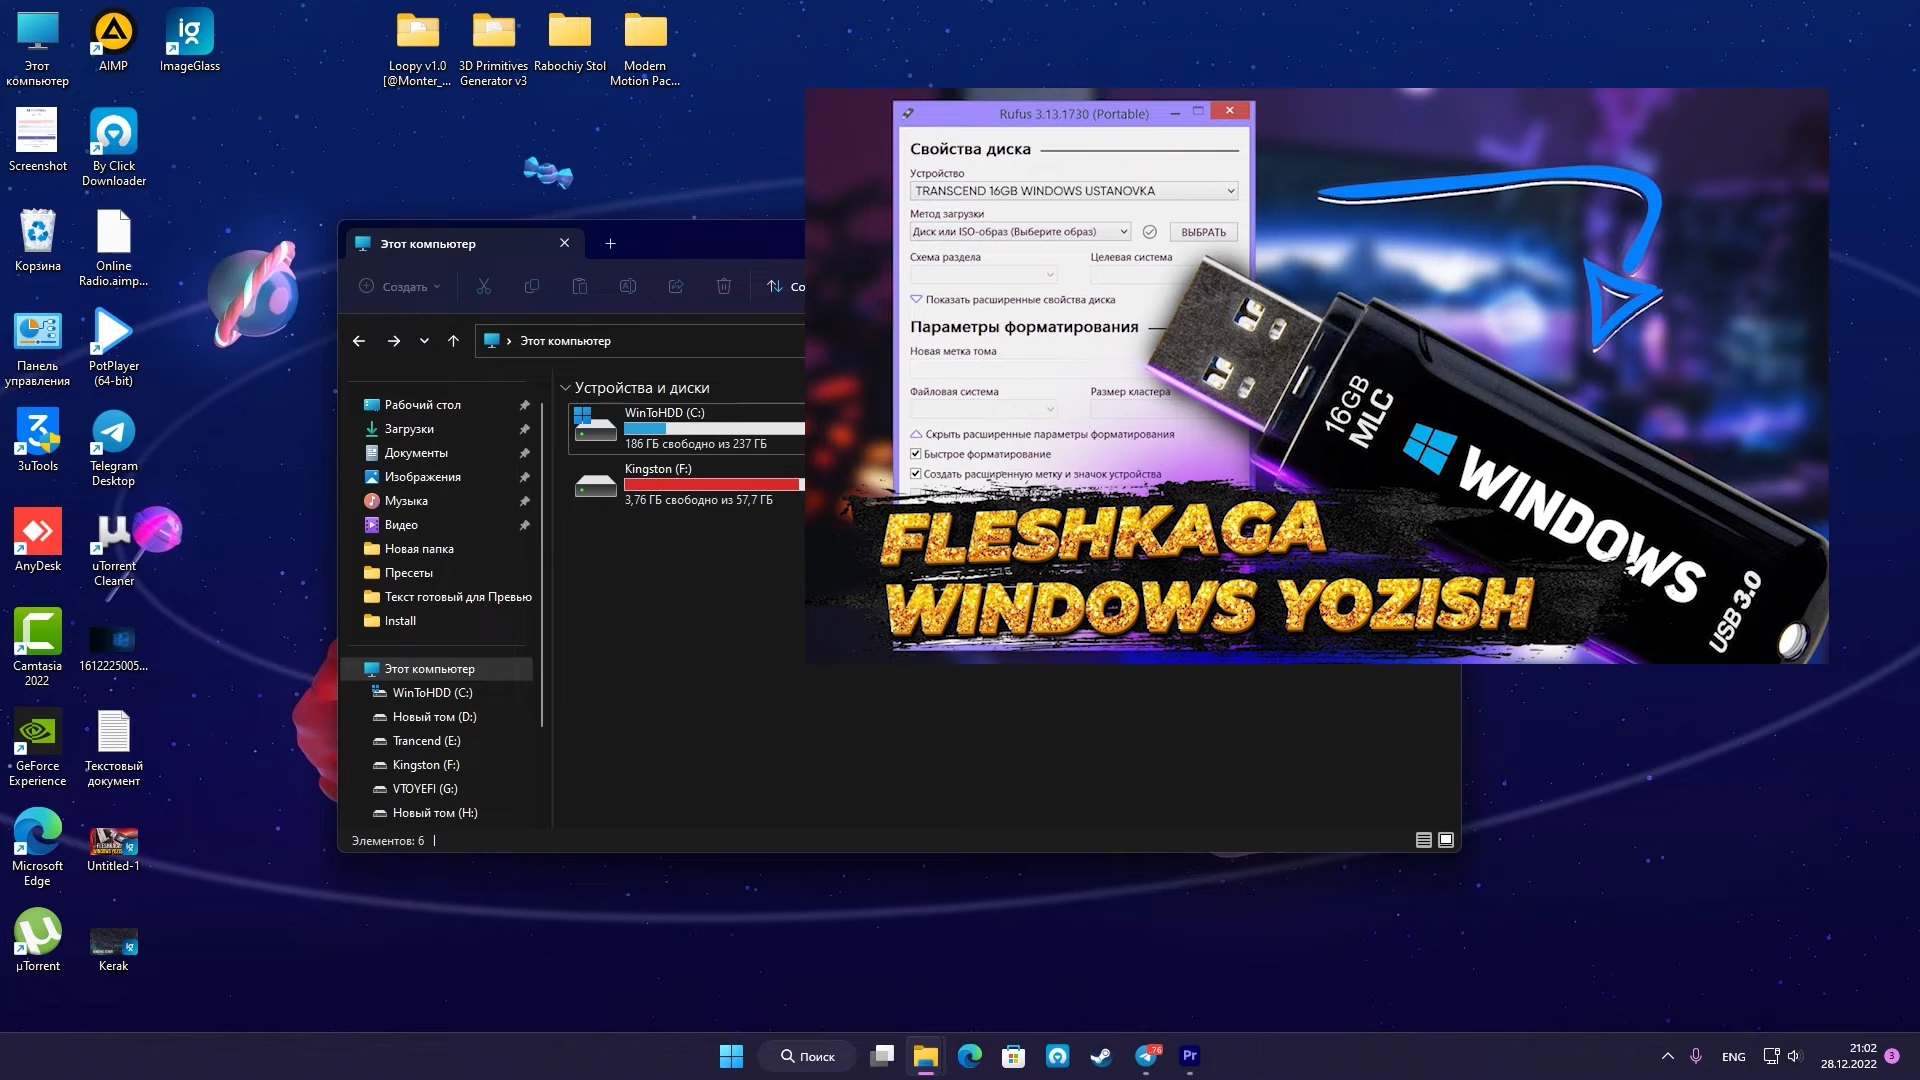 Этот
компьютер
AIMP
ImageGlass
Loopy v1.0
[@Monter_...
3D Primitives
Generator v3
Rabochiy Stol
Modern
Motion Pac...
Screenshot
By Click
Downloader
Корзина
Online
Radio.aimp...
Панель
управления
PotPlayer
(64-bit)
3uTools
Telegram
Desktop
AnyDesk
uTorrent
Cleaner
Camtasia
2022
1612225005...
GeForce
Experience
Текстовый
документ
Microsoft
Edge
Untitled-1
µTorrent
Kerak
Этот компьютер
Создать
Со
Этот компьютер
Рабочий стол
Загрузки
Документы
Изображения
Музыка
Видео
Новая папка
Пресеты
Текст готовый для Превью
Install
Этот компьютер
WinToHDD (C:)
Новый том (D:)
Trancend (E:)
Kingston (F:)
VTOYEFI (G:)
Новый том (H:)
Элементов: 6
Устройства и диски
WinToHDD (C:)
186 ГБ свободно из 237 ГБ
Kingston (F:)
3,76 ГБ свободно из 57,7 ГБ
Rufus 3.13.1730 (Portable)
Свойства диска
Устройство
TRANSCEND 16GB WINDOWS USTANOVKA
Метод загрузки
Диск или ISO-образ (Выберите образ)
ВЫБРАТЬ
Схема раздела
Целевая система
Показать расширенные свойства диска
Параметры форматирования
Новая метка тома
Файловая система
Размер кластера
Скрыть расширенные параметры форматирования
Быстрое форматирование
Создать расширенную метку и значок устройства
16GB
MLC
WINDOWS
USB 3.0
FLESHKAGA
WINDOWS YOZISH
Поиск
76
Pr
ENG
21:02
28.12.2022
3